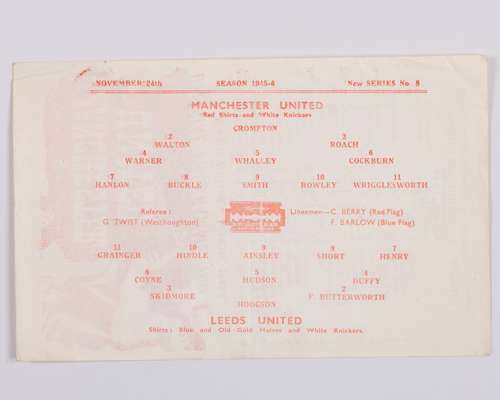 NOVEMBER 24th SEASON 1945-6 New SERIES No 8
MANCHESTER UNITED
Red Shirts and White Knickers
CROMPTON
2 3
WALTON ROACH
4 5 6
WARNER WHALLEY COCKBURN
7 8 9 10 11
HANLON BUCKLE SMITH ROWLEY WRIGGLESWORTH
Referee: Linesmen—C. BERRY (Red Flag)
G. TWIST (Westhoughton) F. BARLOW (Blue Flag)
11 10 9 8 7
GRAINGER HINDLE AINSLEY SHORT HENRY
6 5 4
COYNE HUDSON DUFFY
3 2
SKIDMORE F. BUTTERWORTH
HODGSON
LEEDS UNITED
Shirts: Blue and Old Gold Halves and White Knickers.